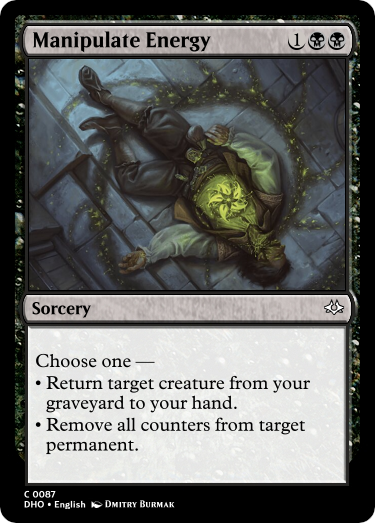 Manipulate Energy 1
Sorcery
Choose one —
• Return target creature from your
graveyard to your hand.
• Remove all counters from target
permanent.
C 0087
DHO • English Dmitry Burmak